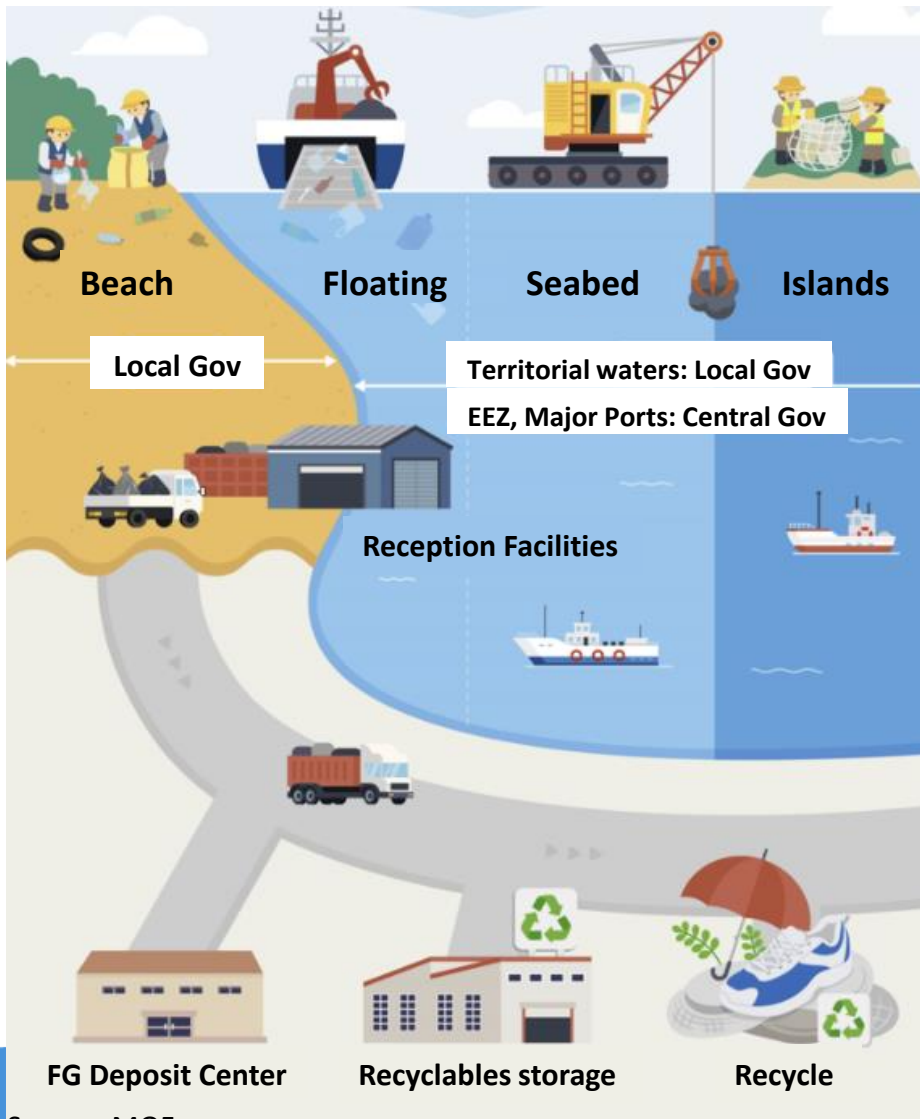 Beach
Floating
Seabed
Islands
Local Gov
Territorial waters: Local Gov
EEZ, Major Ports: Central Gov
Reception Facilities
FG Deposit Center
Recyclables storage
Recycle